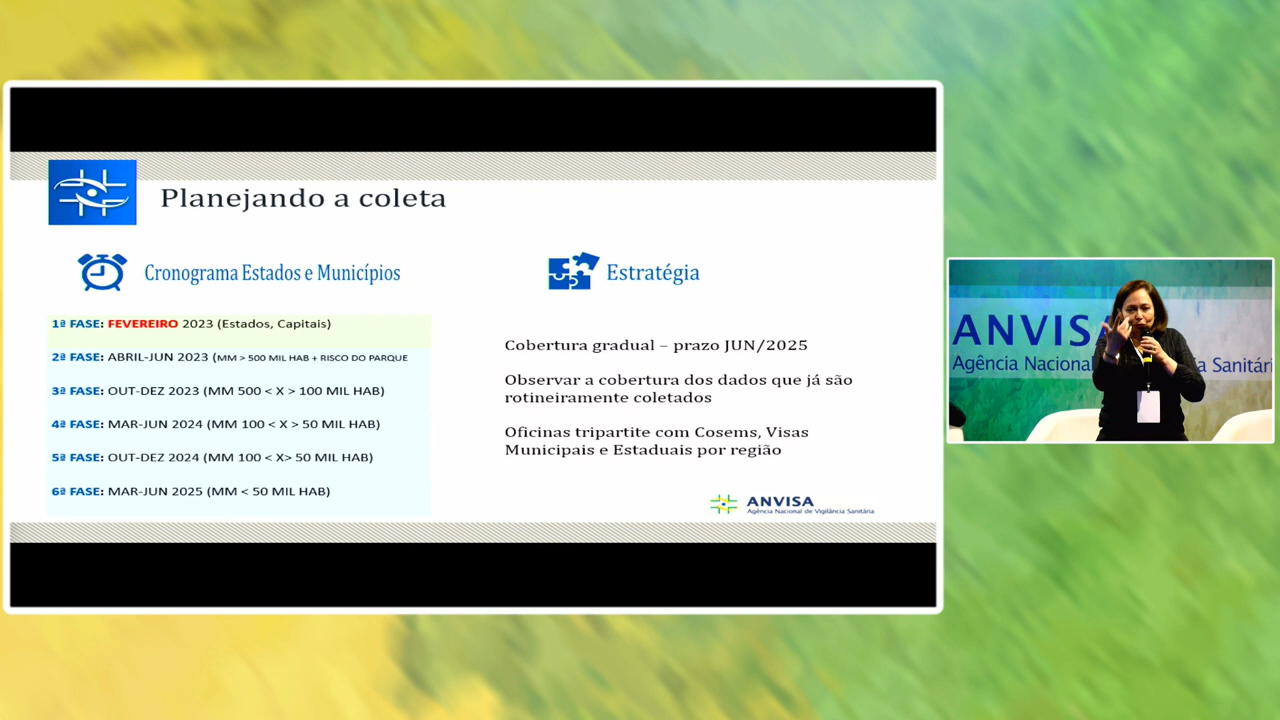 Planejando a coleta
Cronograma Estados e Municípios
1ª FASE: FEVEREIRO 2023 (Estados, Capitais)
2ª FASE: ABRIL-JUN 2023 (MM > 500 MIL HAB + RISCO DO PARQUE
3ª FASE: OUT-DEZ 2023 (MM 500 < X > 100 MIL HAB)
4ª FASE: MAR-JUN 2024 (MM 100 < X > 50 MIL HAB)
5ª FASE: OUT-DEZ 2024 (MM 100 < X> 50 MIL HAB)
6ª FASE: MAR-JUN 2025 (MM < 50 MIL HAB)
Estratégia
Cobertura gradual – prazo JUN/2025
Observar a cobertura dos dados que já são
rotineiramente coletados
Oficinas tripartite com Cosems, Visas
Municipais e Estaduais por região
ANVISA
Agência Nacional de Vigilância Sanitária
ANVISA
Agência Nacional